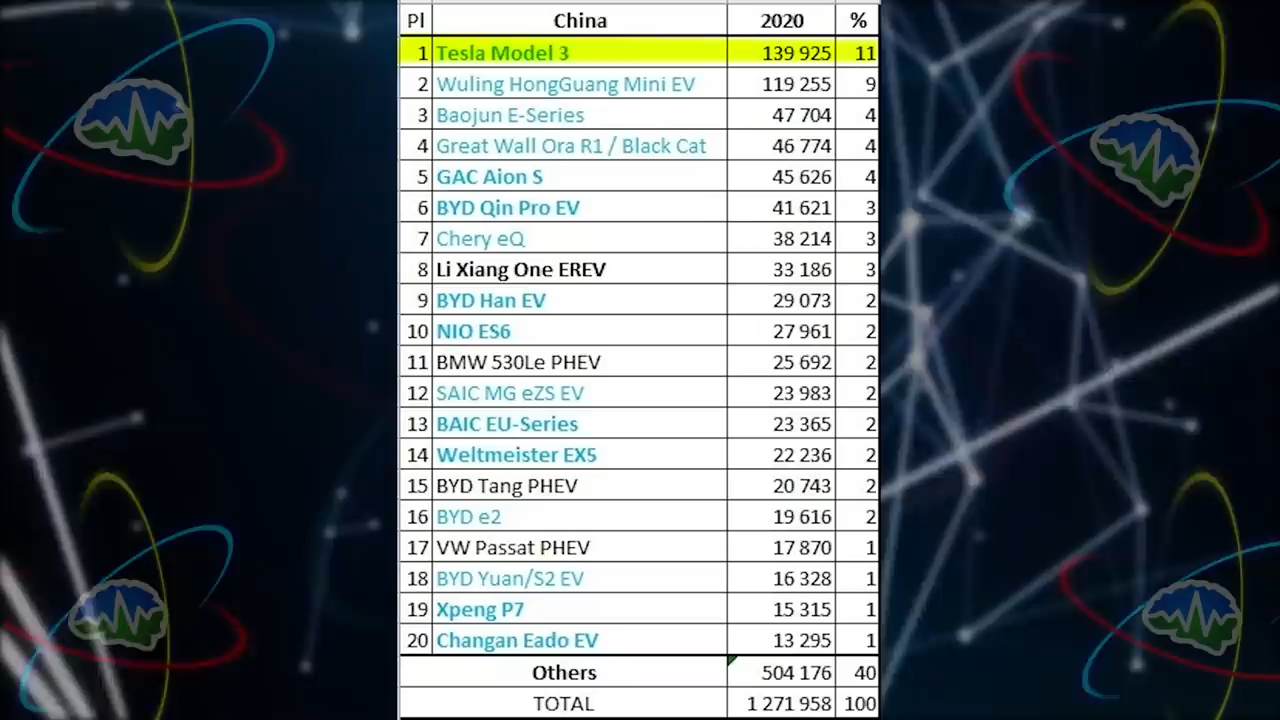 Pl China 2020 %
1 Tesla Model 3 139 925 11
2 Wuling HongGuang Mini EV 119 255 9
3 Baojun E-Series 47 704 4
4 Great Wall Ora R1 / Black Cat 46 774 4
5 GAC Aion S 45 626 4
6 BYD Qin Pro EV 41 621 3
7 Chery eQ 38 214 3
8 Li Xiang One EREV 33 186 3
9 BYD Han EV 29 073 2
10 NIO ES6 27 961 2
11 BMW 530Le PHEV 25 692 2
12 SAIC MG eZS EV 23 983 2
13 BAIC EU-Series 23 365 2
14 Weltmeister EX5 22 236 2
15 BYD Tang PHEV 20 743 2
16 BYD e2 19 616 2
17 VW Passat PHEV 17 870 1
18 BYD Yuan/S2 EV 16 328 1
19 Xpeng P7 15 315 1
20 Changan Eado EV 13 295 1
Others 504 176 40
TOTAL 1 271 958 100